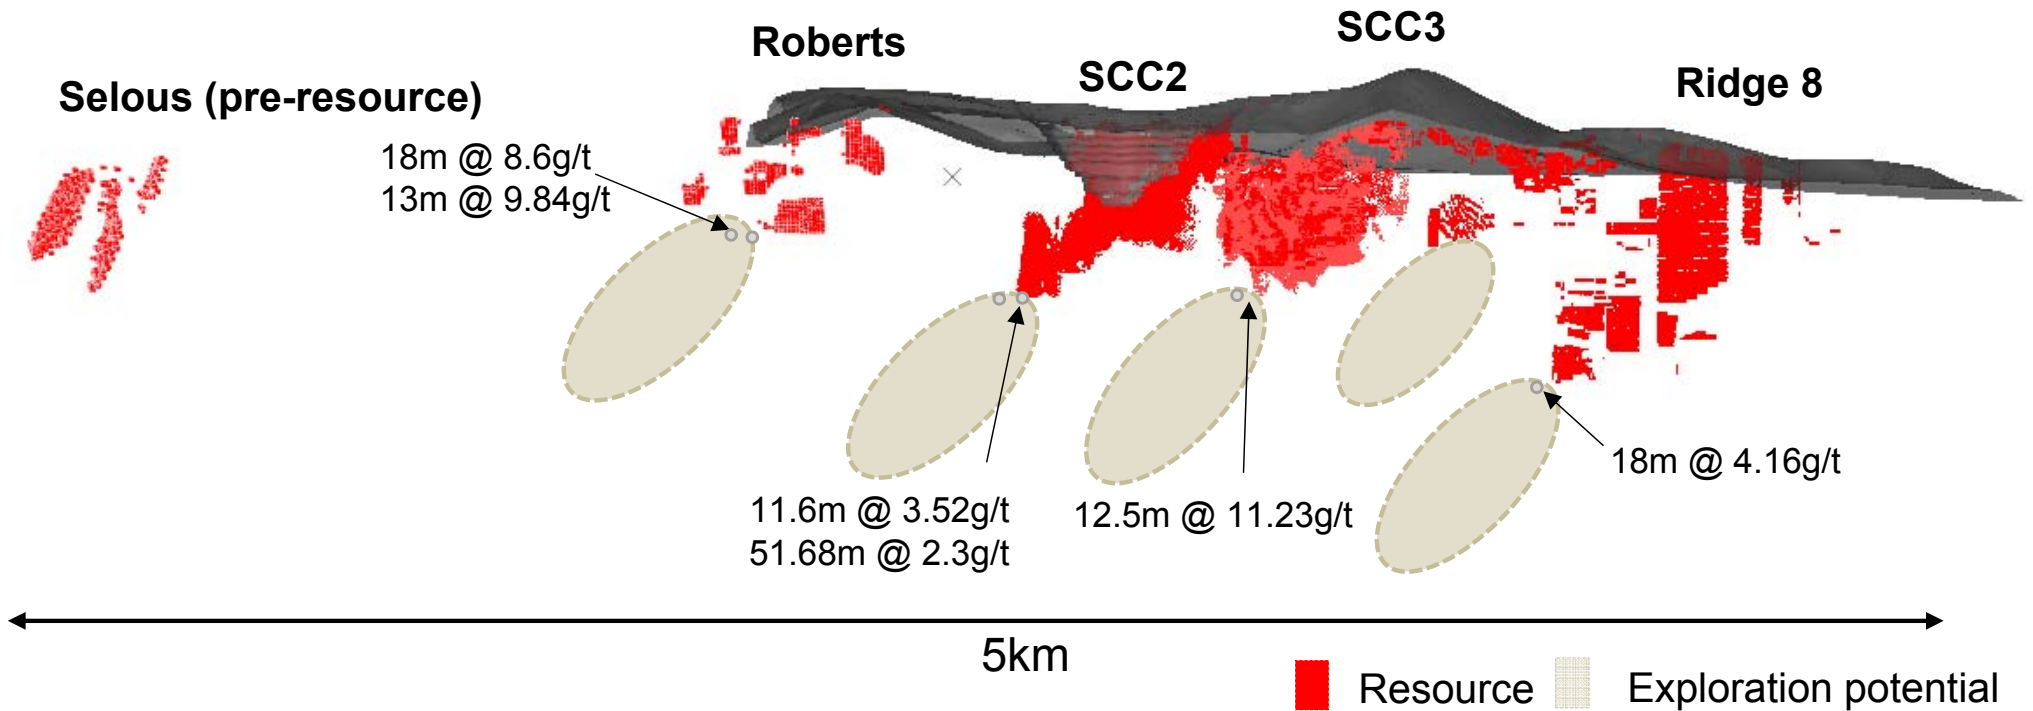 Selous (pre-resource)
Roberts
SCC2
SCC3
Ridge 8
18m @ 8.6g/t
13m @ 9.84g/t
11.6m @ 3.52g/t
51.68m @ 2.3g/t
12.5m @ 11.23g/t
18m @ 4.16g/t
5km
Resource
Exploration potential